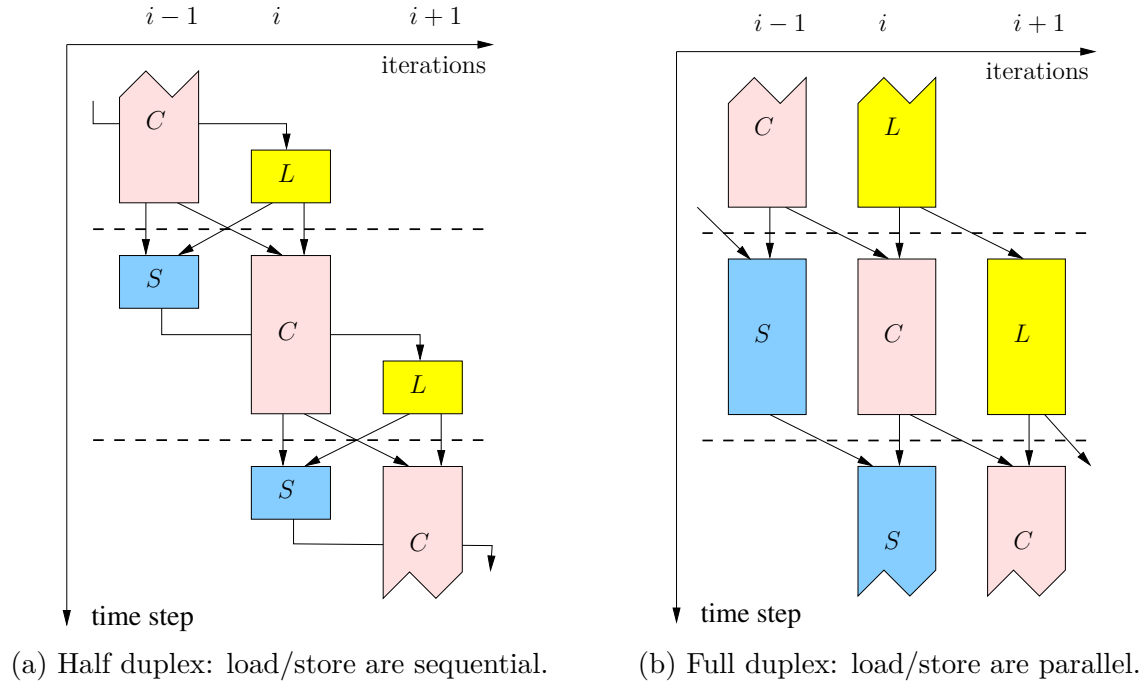 i − 1 i i + 1
iterations
C
L
S
C
L
S
C
time step
(a) Half duplex: load/store are sequential.
i − 1 i i + 1
iterations
C L
S C L
S C
time step
(b) Full duplex: load/store are parallel.